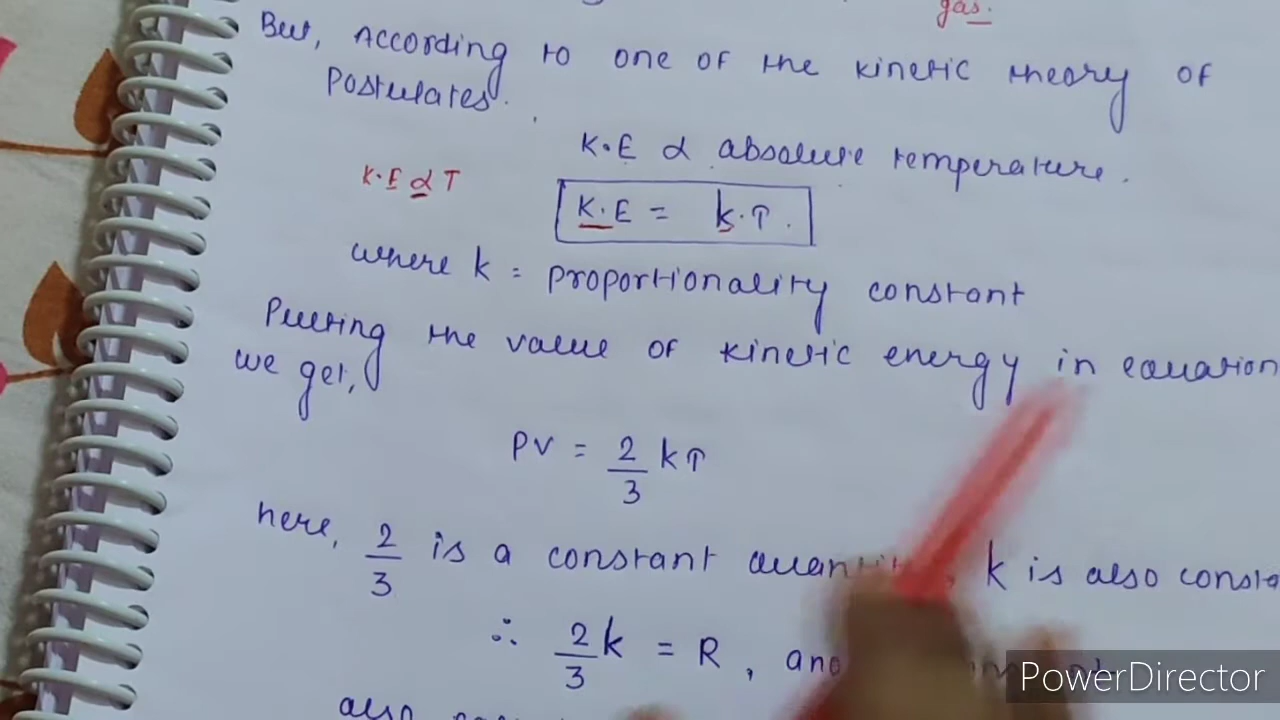 gas.
But, According to one of the kinetic theory of
Postulates.
K.E α absolute temperature.
K.E α T
K.E = k.T.
where k = proportionality constant
Putting the value of kinetic energy in equation
we get,
PV = 2/3 kT
here, 2/3 is a constant k is also
∴ 2/3 k = R,
also
PowerDirector